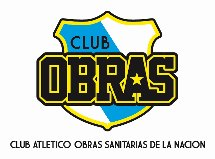 CLUB
OBRAS
CLUB ATLETICO OBRAS SANITARIAS DE LA NACION